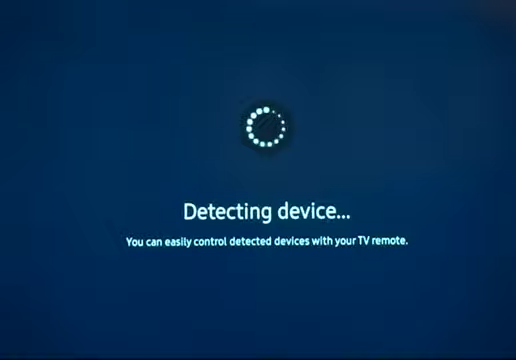 Detecting device...
You can easily control detected devices with your TV remote.